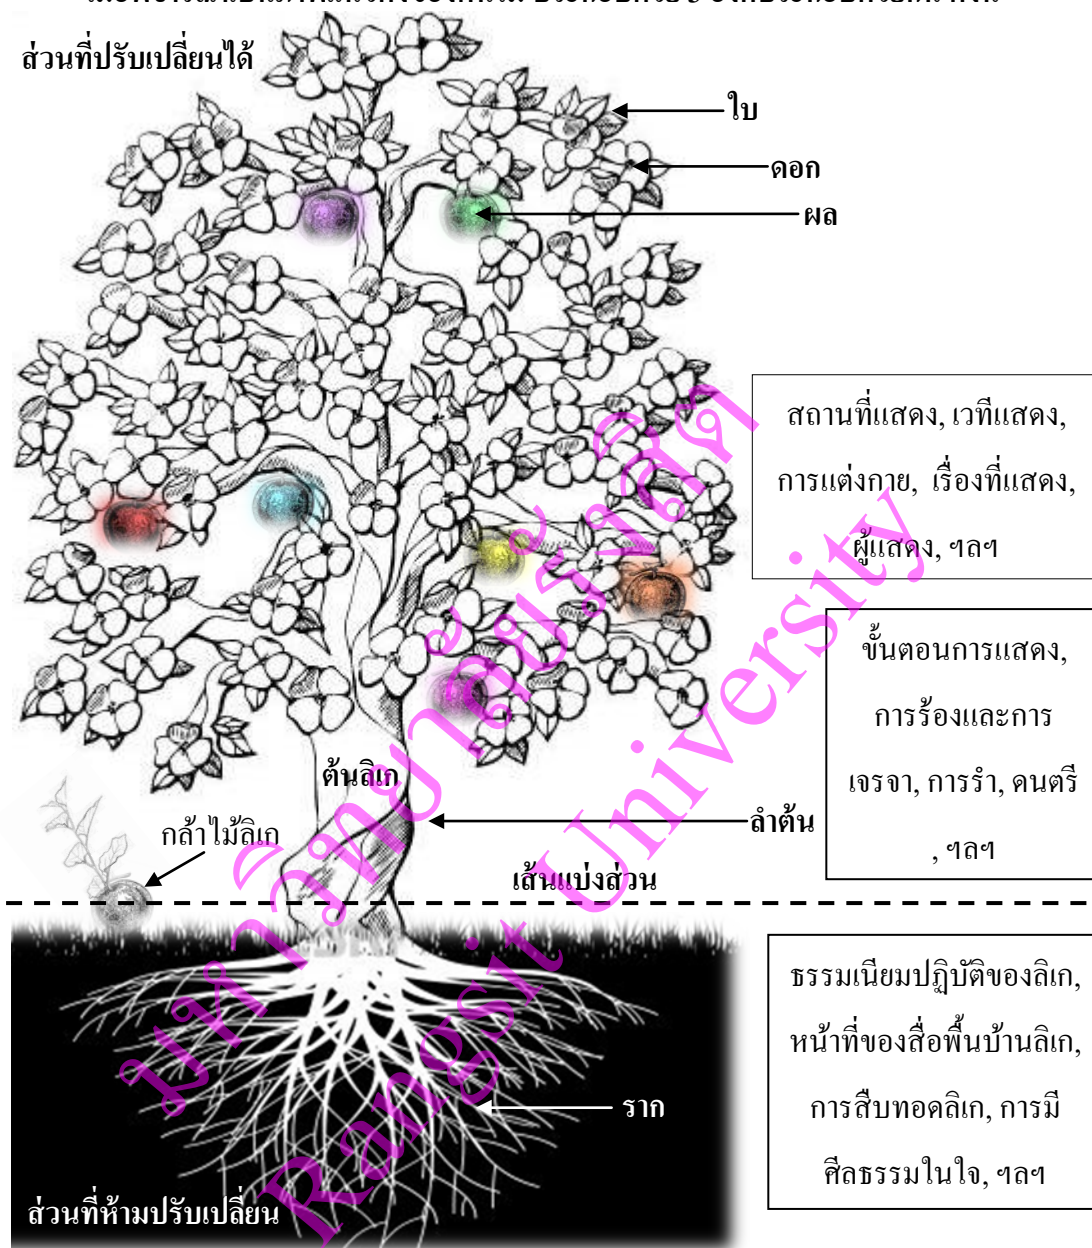 ส่วนที่ปรับเปลี่ยนได้
ใบ
ดอก
ผล
สถานที่แสดง, เวทีแสดง,
การแต่งกาย, เรื่องที่แสดง,
ผู้แสดง, ฯลฯ
ขั้นตอนการแสดง,
การร้องและการ
เจรจา, การรำ, ดนตรี
, ฯลฯ
ต้นลิเก
ลำต้น
กล้าไม้ลิเก
เส้นแบ่งส่วน
ธรรมเนียมปฏิบัติของลิเก,
หน้าที่ของสื่อพื้นบ้านลิเก,
การสืบทอดลิเก, การมี
ศีลธรรมในใจ, ฯลฯ
ราก
ส่วนที่ห้ามปรับเปลี่ยน
มหาวิทยาลัยรังสิต
Rangsit University